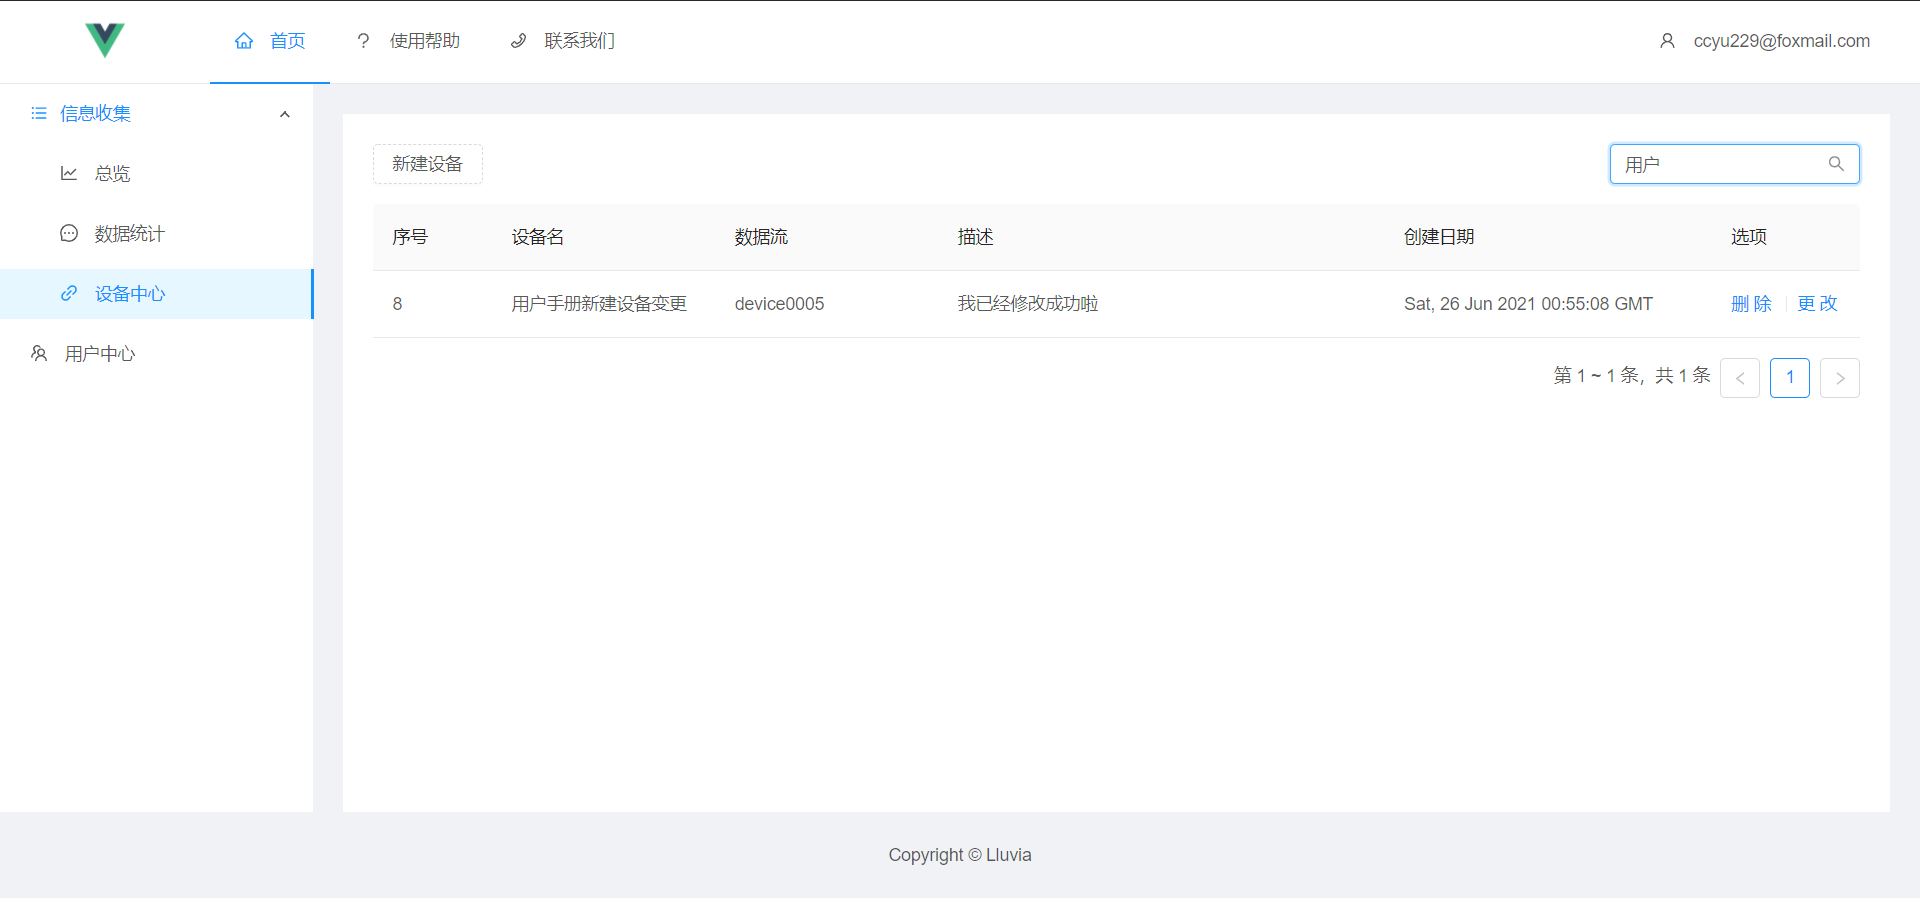 首页 使用帮助 联系我们 ccyu229@foxmail.com
信息收集
总览
数据统计
设备中心
用户中心
新建设备 用户
序号 设备名 数据流 描述 创建日期 选项
8 用户手册新建设备变更 device0005 我已经修改成功啦 Sat, 26 Jun 2021 00:55:08 GMT 删 除 更 改
第 1 ~ 1 条，共 1 条 < 1 >
Copyright © Lluvia